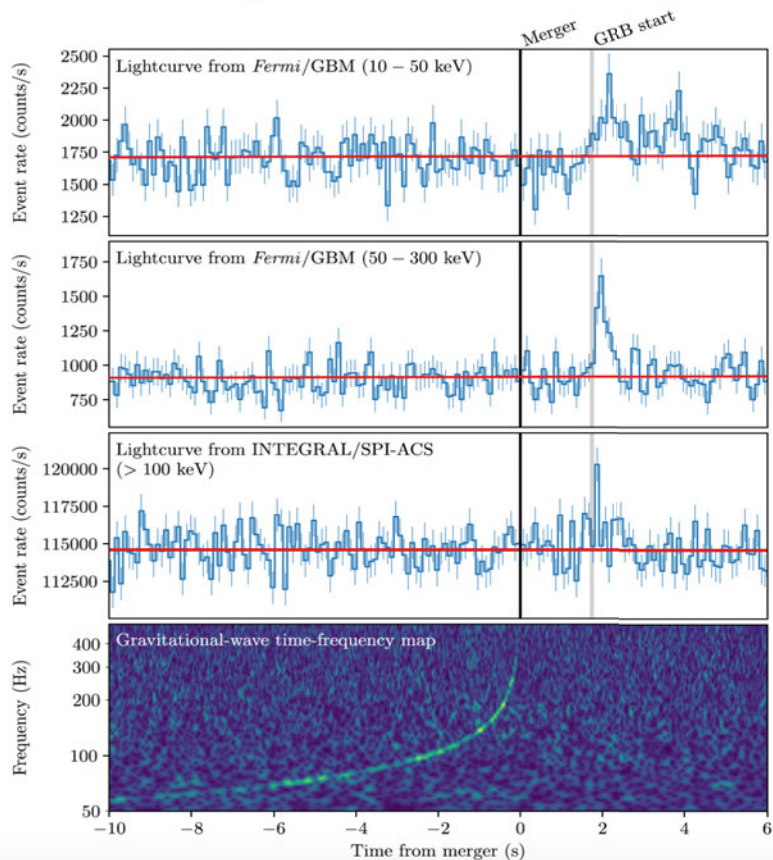 Merger
GRB start
Lightcurve from Fermi/GBM (10 − 50 keV)
Event rate (counts/s)
2500
2250
2000
1750
1500
1250
Lightcurve from Fermi/GBM (50 − 300 keV)
Event rate (counts/s)
1750
1500
1250
1000
750
Lightcurve from INTEGRAL/SPI-ACS
(> 100 keV)
Event rate (counts/s)
120000
117500
115000
112500
Gravitational-wave time-frequency map
Frequency (Hz)
400
300
200
100
50
−10
−8
−6
−4
−2
0
2
4
6
Time from merger (s)